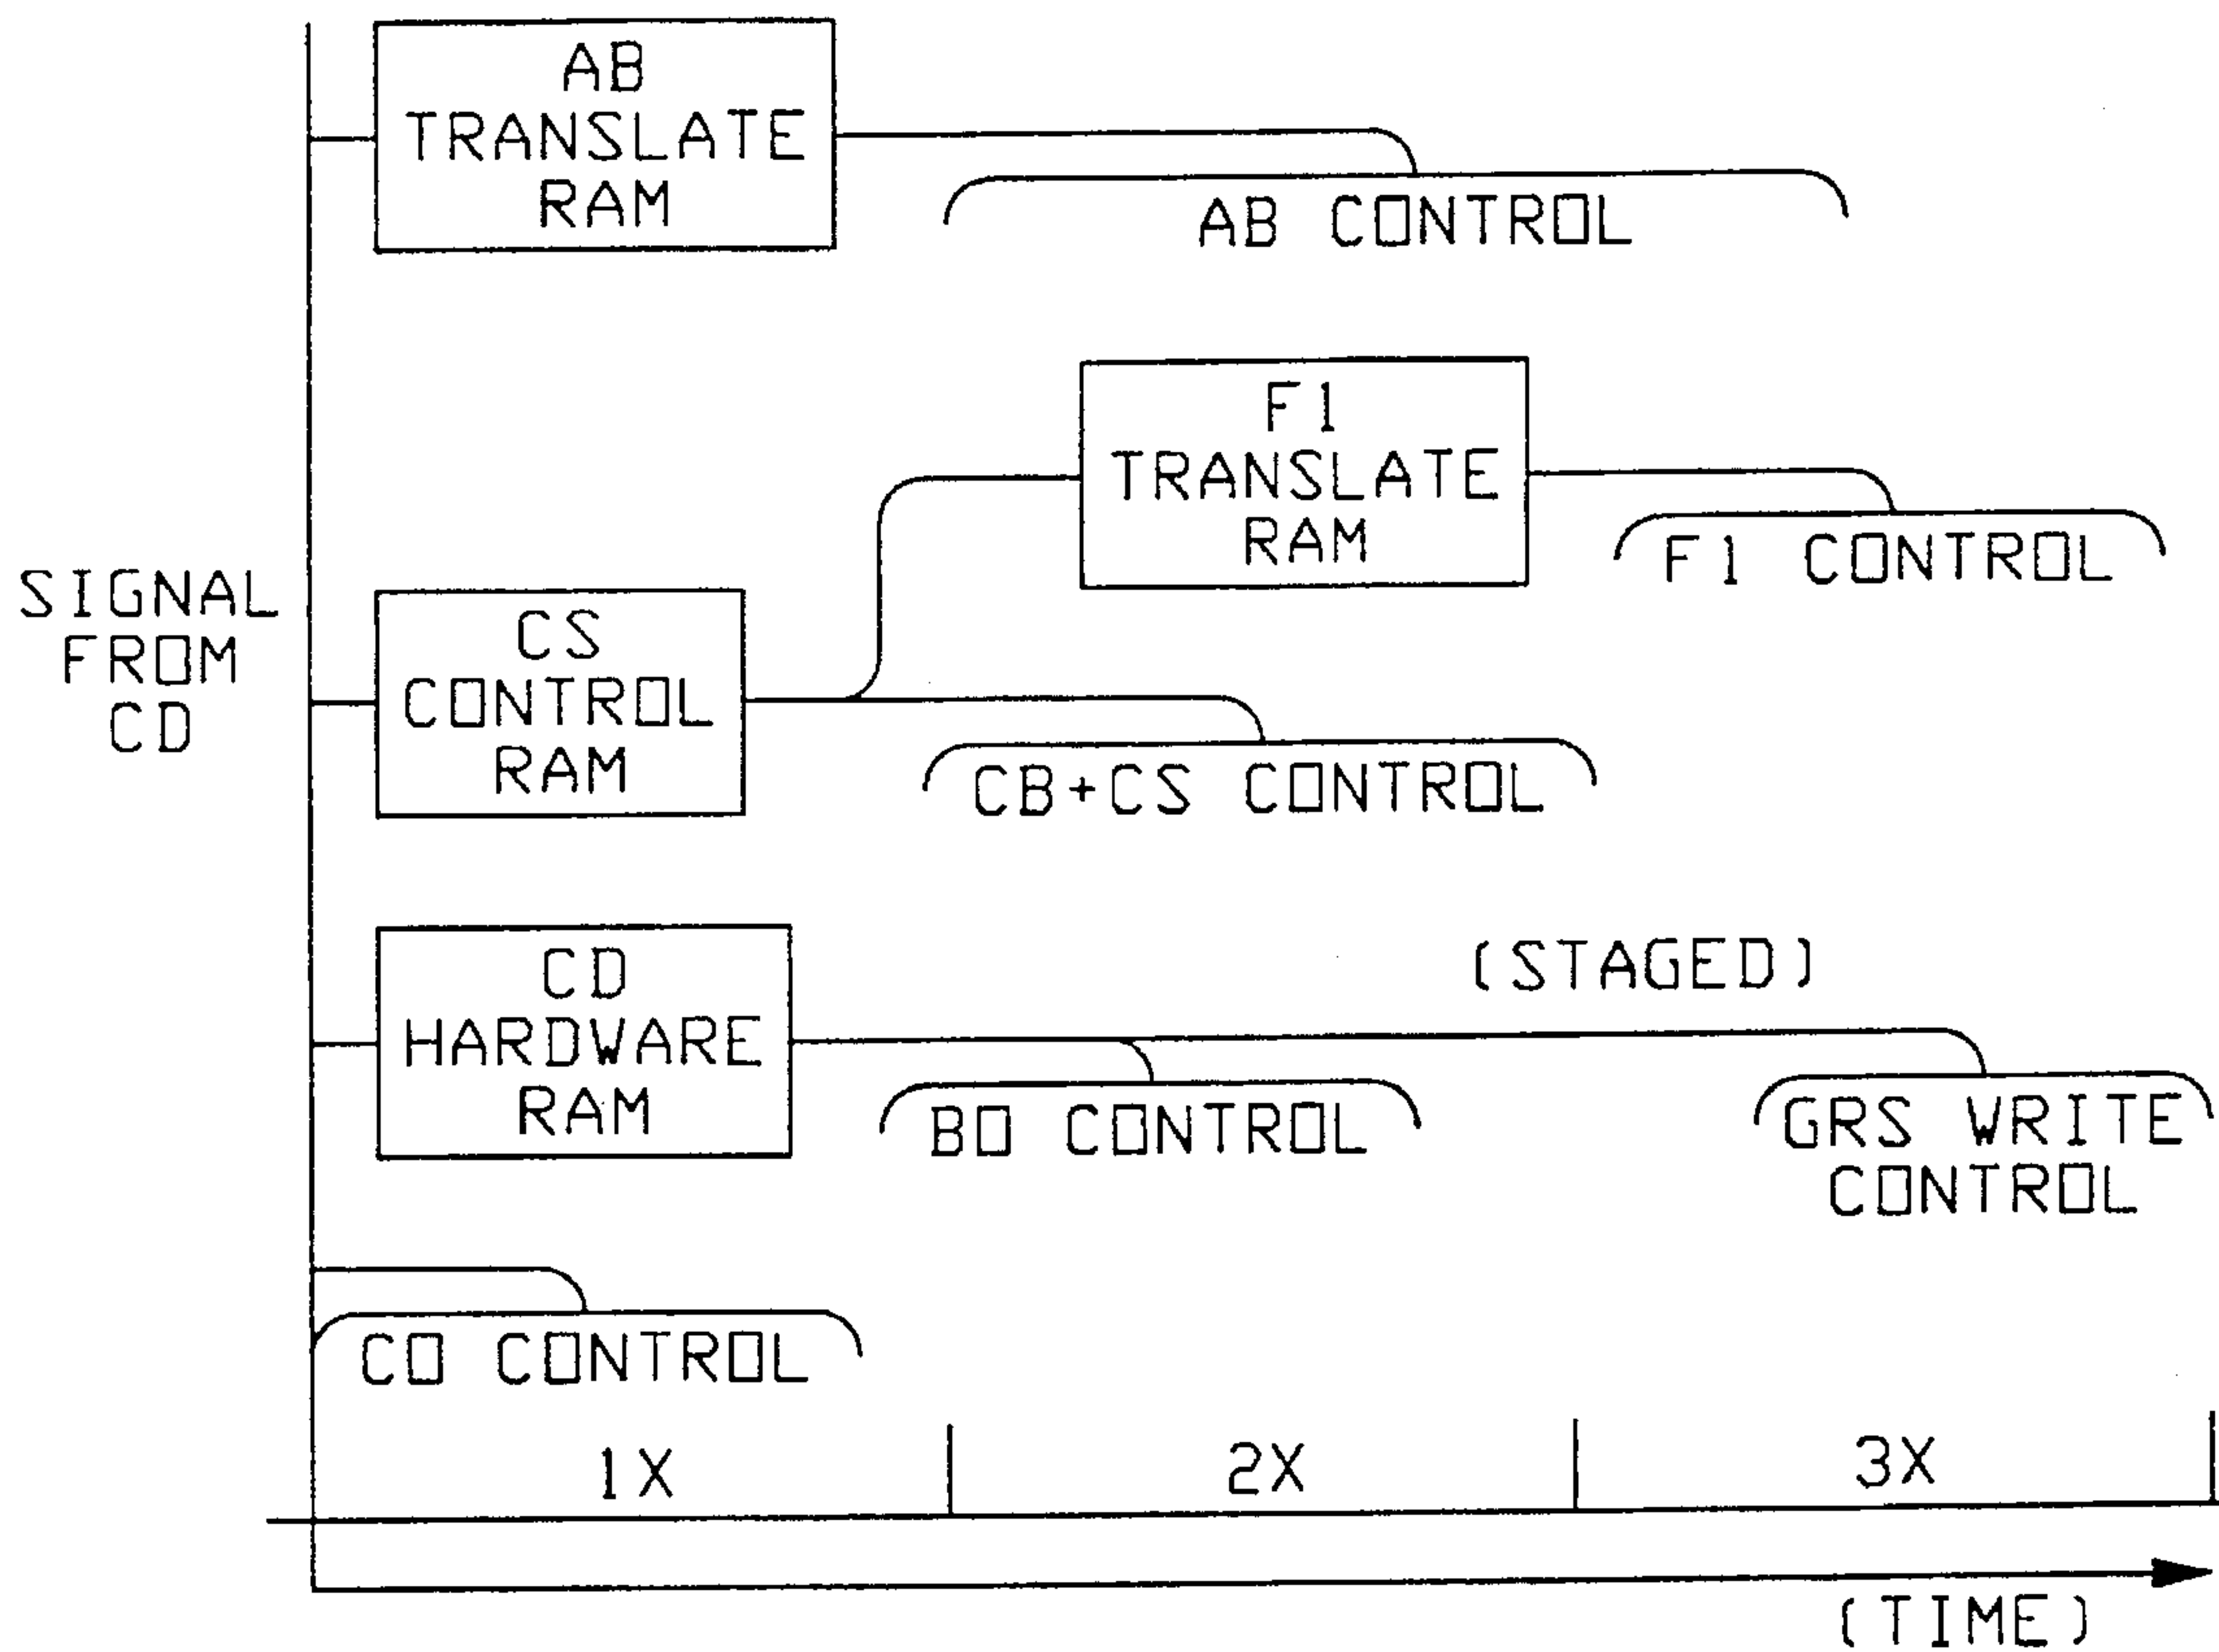 AB
TRANSLATE
RAM
AB CONTROL
F1
TRANSLATE
RAM
F1 CONTROL
SIGNAL
FROM
CD
CS
CONTROL
RAM
CB+CS CONTROL
CD
HARDWARE
RAM
(STAGED)
BO CONTROL
GRS WRITE
CONTROL
CO CONTROL
1X
2X
3X
(TIME)